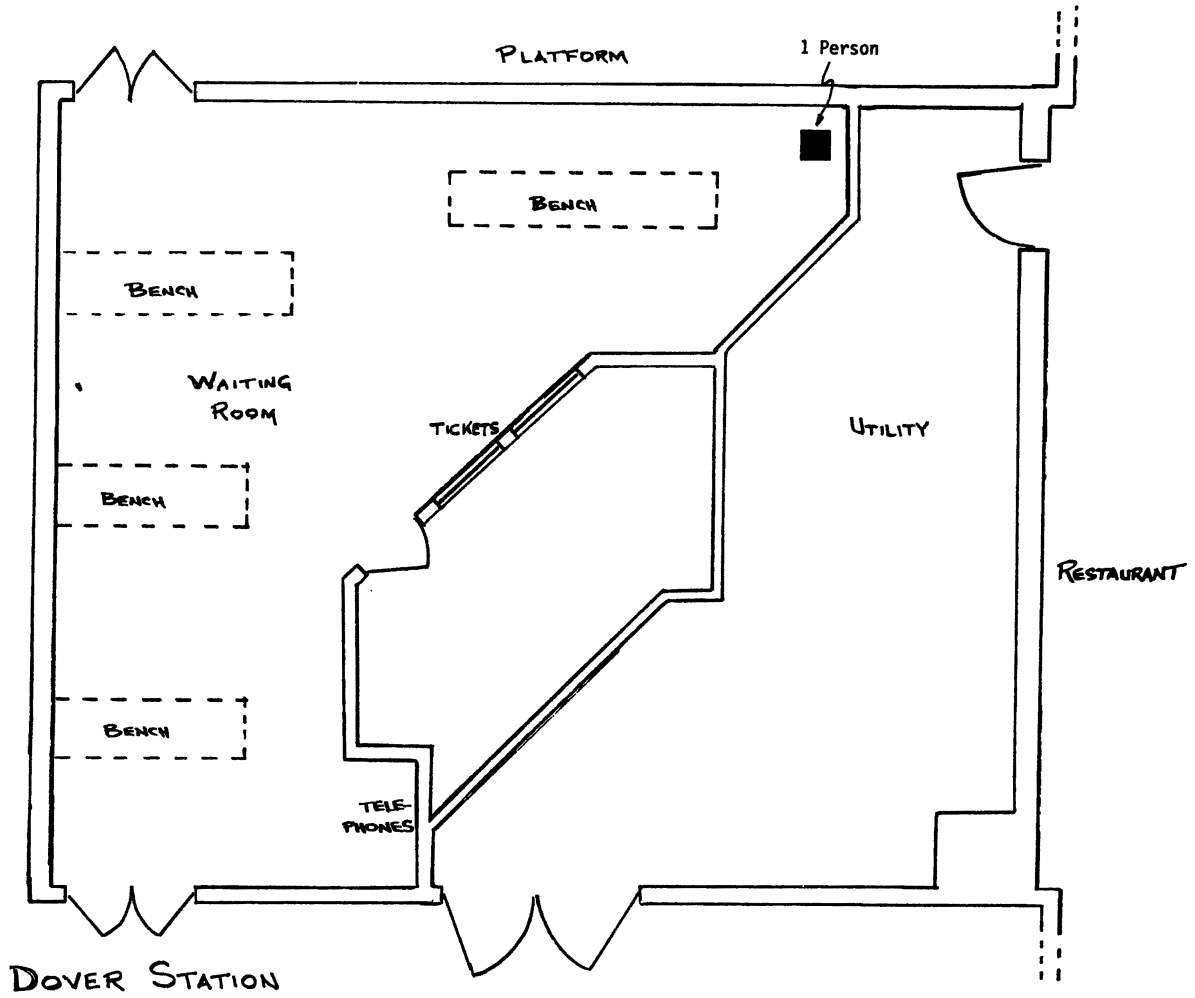 PLATFORM
1 Person
BENCH
BENCH
WAITING
ROOM
TICKETS
UTILITY
BENCH
RESTAURANT
BENCH
TELE-
PHONES
DOVER STATION